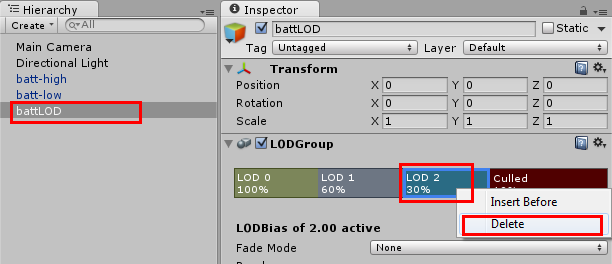 Hierarchy
Create
All
Main Camera
Directional Light
batt-high
batt-low
battLOD
Inspector
battLOD
Static
Tag Untagged Layer Default
Transform
Position X 0 Y 0 Z 0
Rotation X 0 Y 0 Z 0
Scale X 1 Y 1 Z 1
LODGroup
LOD 0 LOD 1 LOD 2 Culled
100% 60% 30%
Insert Before
Delete
LODBias of 2.00 active
Fade Mode None